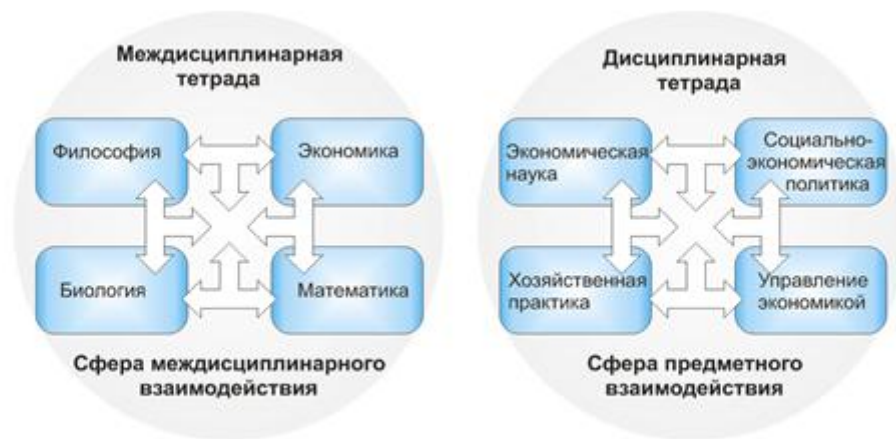 Междисциплинарная
тетрада
Философия
Экономика
Биология
Математика
Сфера междисциплинарного
взаимодействия
Дисциплинарная
тетрада
Экономическая
наука
Социально-
экономическая
политика
Хозяйственная
практика
Управление
экономикой
Сфера предметного
взаимодействия